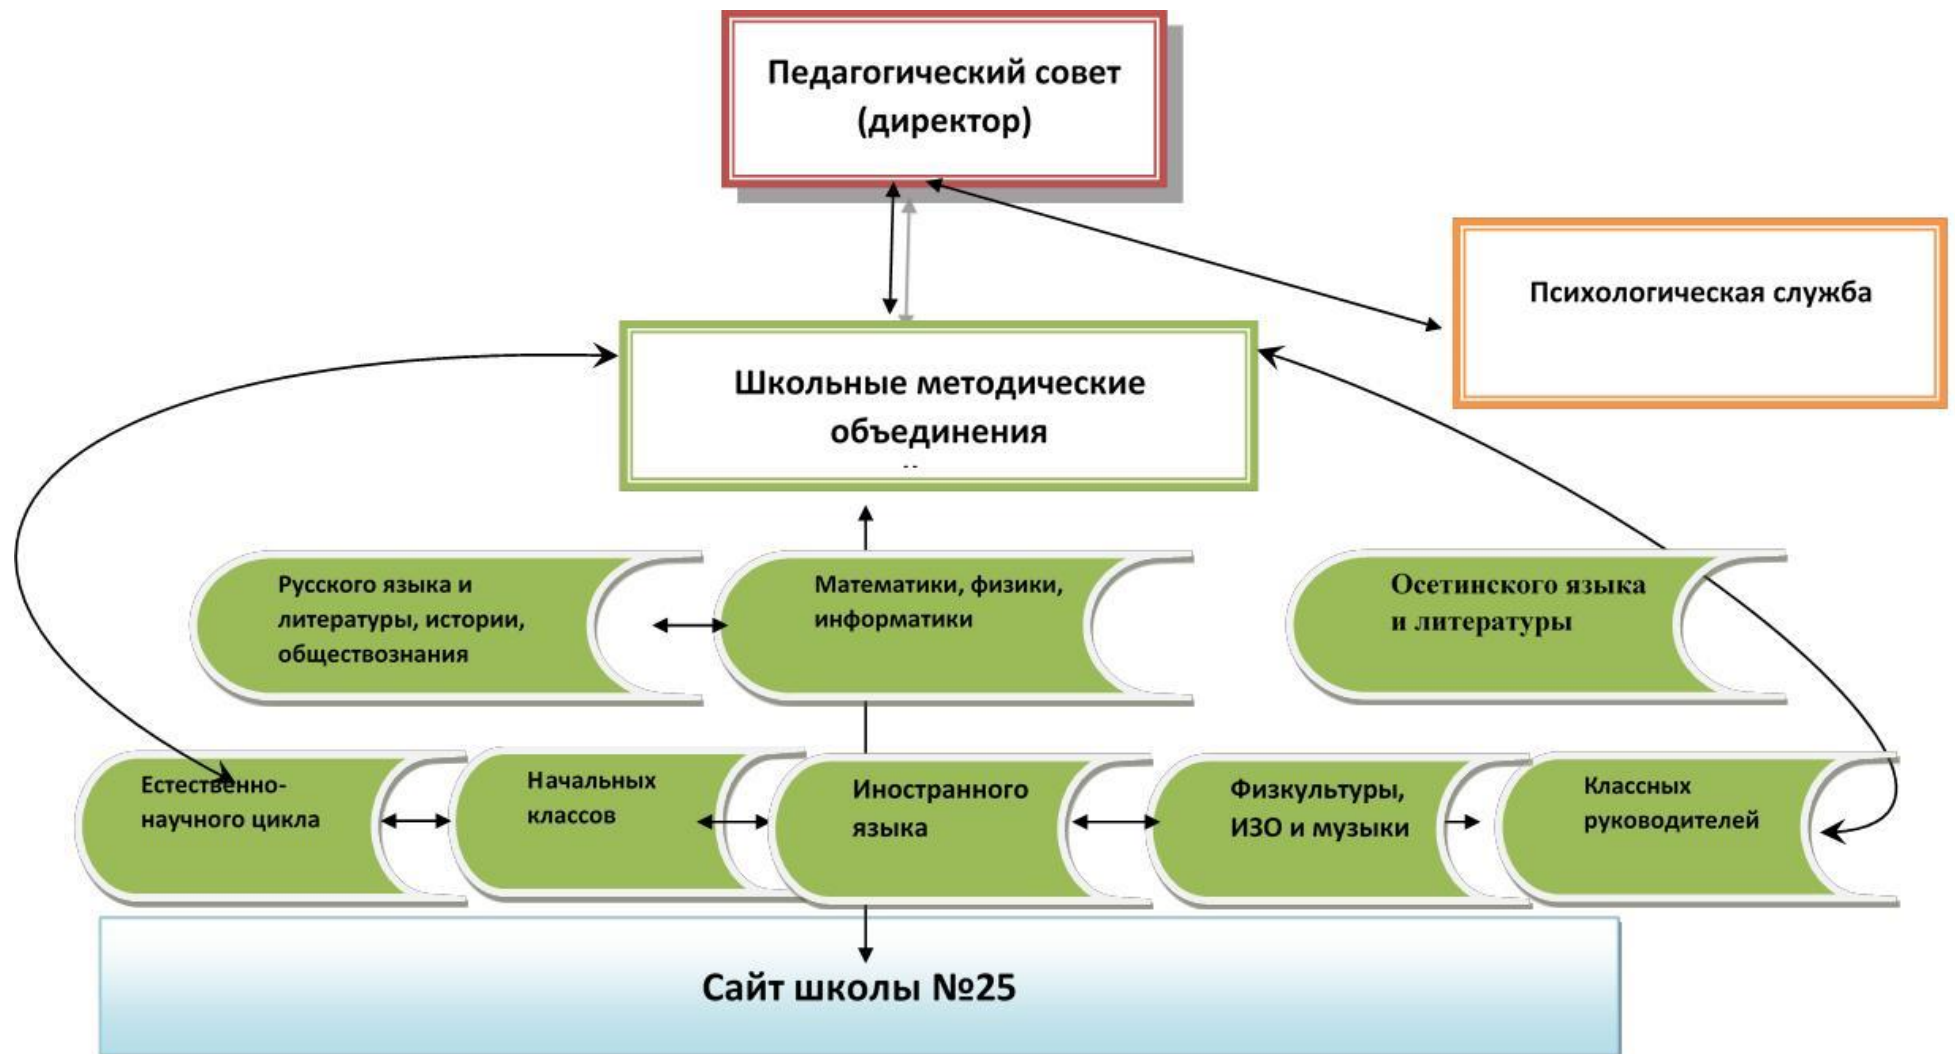 Педагогический совет
(директор)
Психологическая служба
Школьные методические
объединения
Русского языка и
литературы, истории,
обществознания
Математики, физики,
информатики
Осетинского языка
и литературы
Естественно-
научного цикла
Начальных
классов
Иностранного
языка
Физкультуры,
ИЗО и музыки
Классных
руководителей
Сайт школы №25